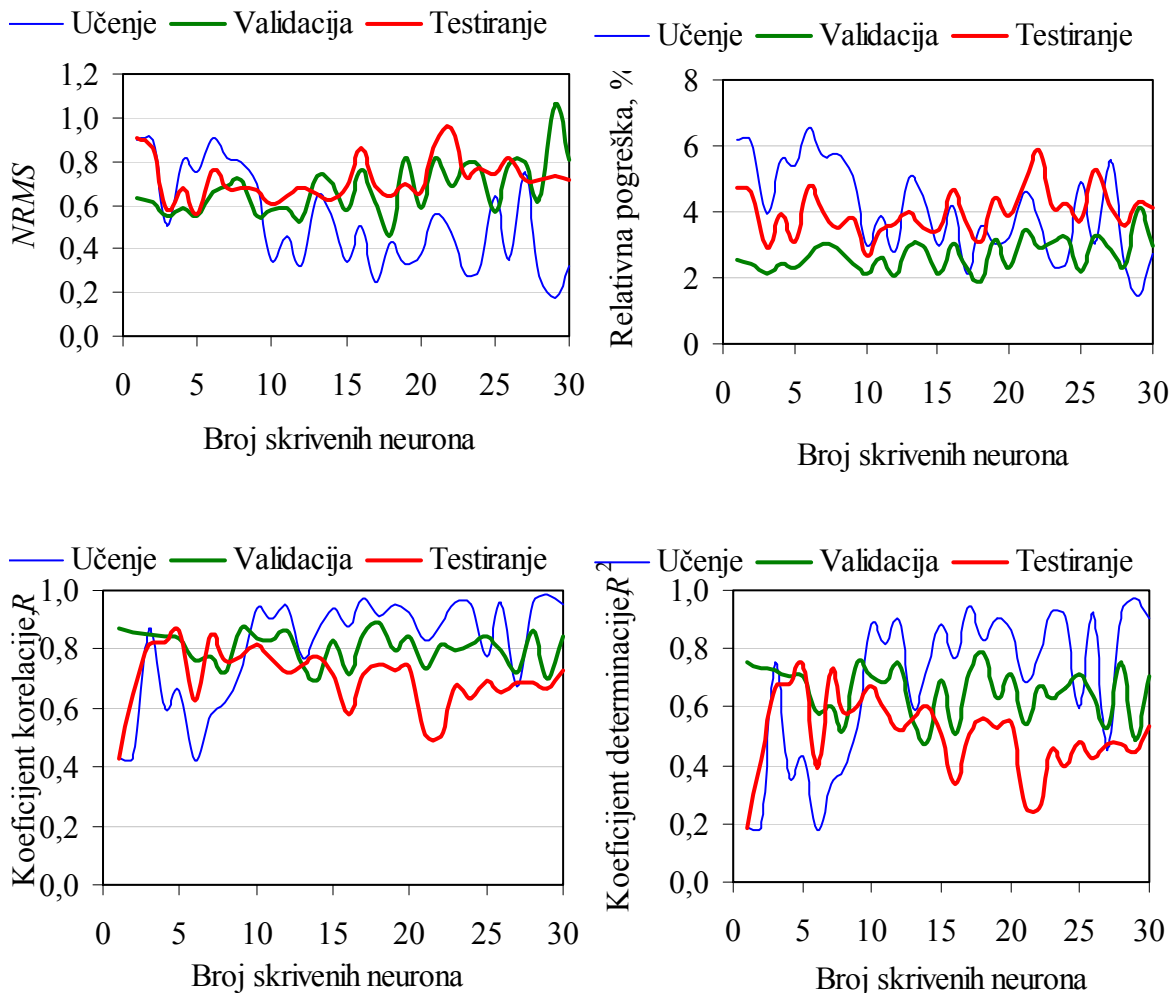 Učenje Validacija Testiranje
NRMS
1,2
1,0
0,8
0,6
0,4
0,2
0,0
0 5 10 15 20 25 30
Broj skrivenih neurona
Učenje Validacija Testiranje
Relativna pogreška, %
8
6
4
2
0
0 5 10 15 20 25 30
Broj skrivenih neurona
Učenje Validacija Testiranje
Koeficijent korelacije,R
1,0
0,8
0,6
0,4
0,2
0,0
0 5 10 15 20 25 30
Broj skrivenih neurona
Učenje Validacija Testiranje
Koeficijent determinacije,R²
1,0
0,8
0,6
0,4
0,2
0,0
0 5 10 15 20 25 30
Broj skrivenih neurona